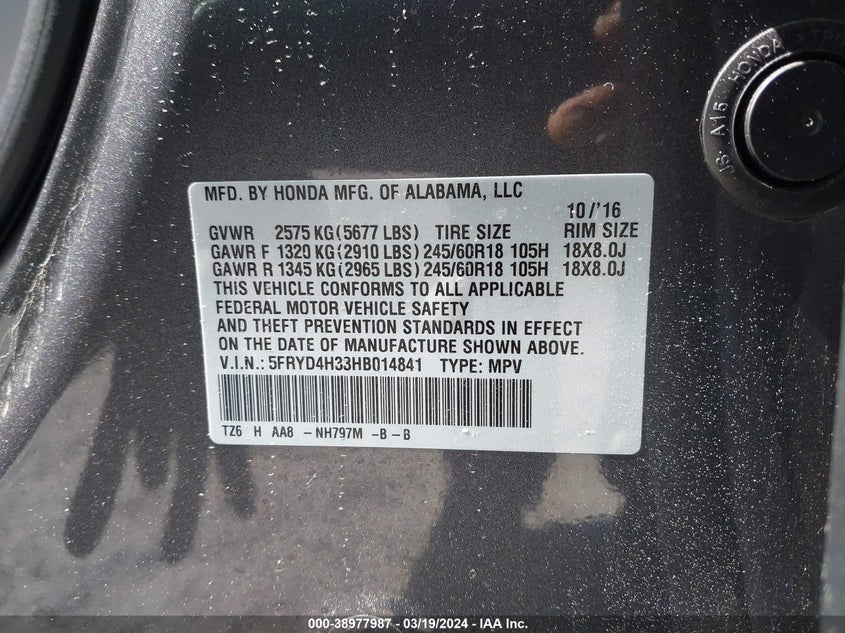 MFD. BY HONDA MFG. OF ALABAMA, LLC
10/'16
GVWR 2575 KG(5677 LBS) TIRE SIZE RIM SIZE
GAWR F 1320 KG(2910 LBS) 245/60R18 105H 18X8.0J
GAWR R 1345 KG(2965 LBS) 245/60R18 105H 18X8.0J
THIS VEHICLE CONFORMS TO ALL APPLICABLE
FEDERAL MOTOR VEHICLE SAFETY
AND THEFT PREVENTION STANDARDS IN EFFECT
ON THE DATE OF MANUFACTURE SHOWN ABOVE.
V.I.N.: 5FRYD4H33HB014841 TYPE: MPV
TZ6 H AA8 -NH797M -B -B
A15 HONDA
000-38977987 - 03/19/2024 - IAA Inc.